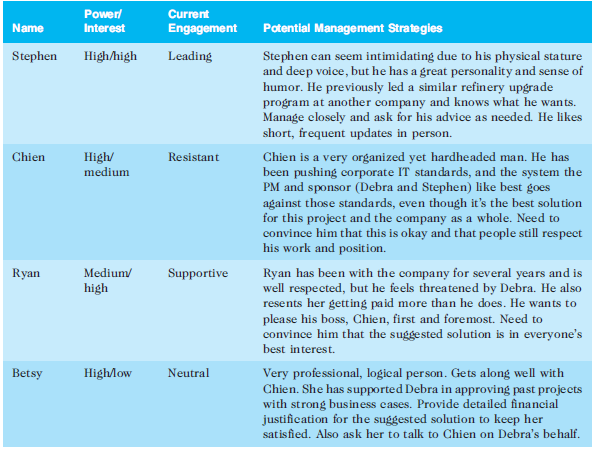 Name Power/ Interest Current Engagement Potential Management Strategies
Stephen High/high Leading Stephen can seem intimidating due to his physical stature
and deep voice, but he has a great personality and sense of
humor. He previously led a similar refinery upgrade
program at another company and knows what he wants.
Manage closely and ask for his advice as needed. He likes
short, frequent updates in person.
Chien High/ Resistant Chien is a very organized yet hardheaded man. He has
medium been pushing corporate IT standards, and the system the
PM and sponsor (Debra and Stephen) like best goes
against those standards, even though it's the best solution
for this project and the company as a whole. Need to
convince him that this is okay and that people still respect
his work and position.
Ryan Medium/ Supportive Ryan has been with the company for several years and is
high well respected, but he feels threatened by Debra. He also
resents her getting paid more than he does. He wants to
please his boss, Chien, first and foremost. Need to
convince him that the suggested solution is in everyone's
best interest.
Betsy High/low Neutral Very professional, logical person. Gets along well with
Chien. She has supported Debra in approving past projects
with strong business cases. Provide detailed financial
justification for the suggested solution to keep her
satisfied. Also ask her to talk to Chien on Debra's behalf.